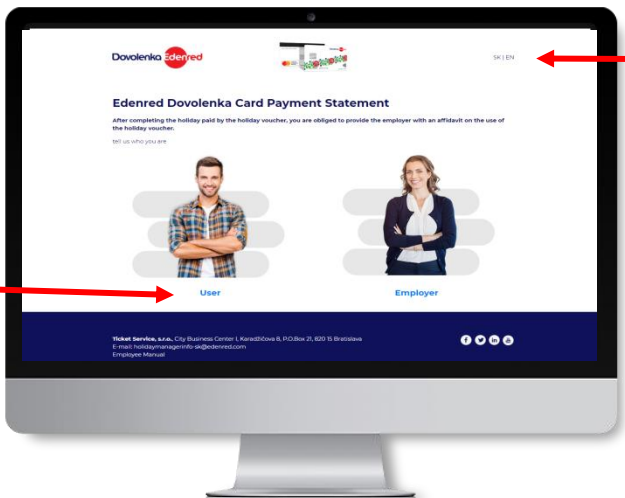 Dovolenka Edenred
SK | EN
Edenred Dovolenka Card Payment Statement
After completing the holiday paid by the holiday voucher, you are obliged to provide the employer with an affidavit on the use of
the holiday voucher.
tell us who you are
User
Employer
Ticket Service, s.r.o., City Business Center I, Karadžičova 8, P.O.Box 21, 820 15 Bratislava
E-mail: holidaymanagerinfo-sk@edenred.com
Employee Manual